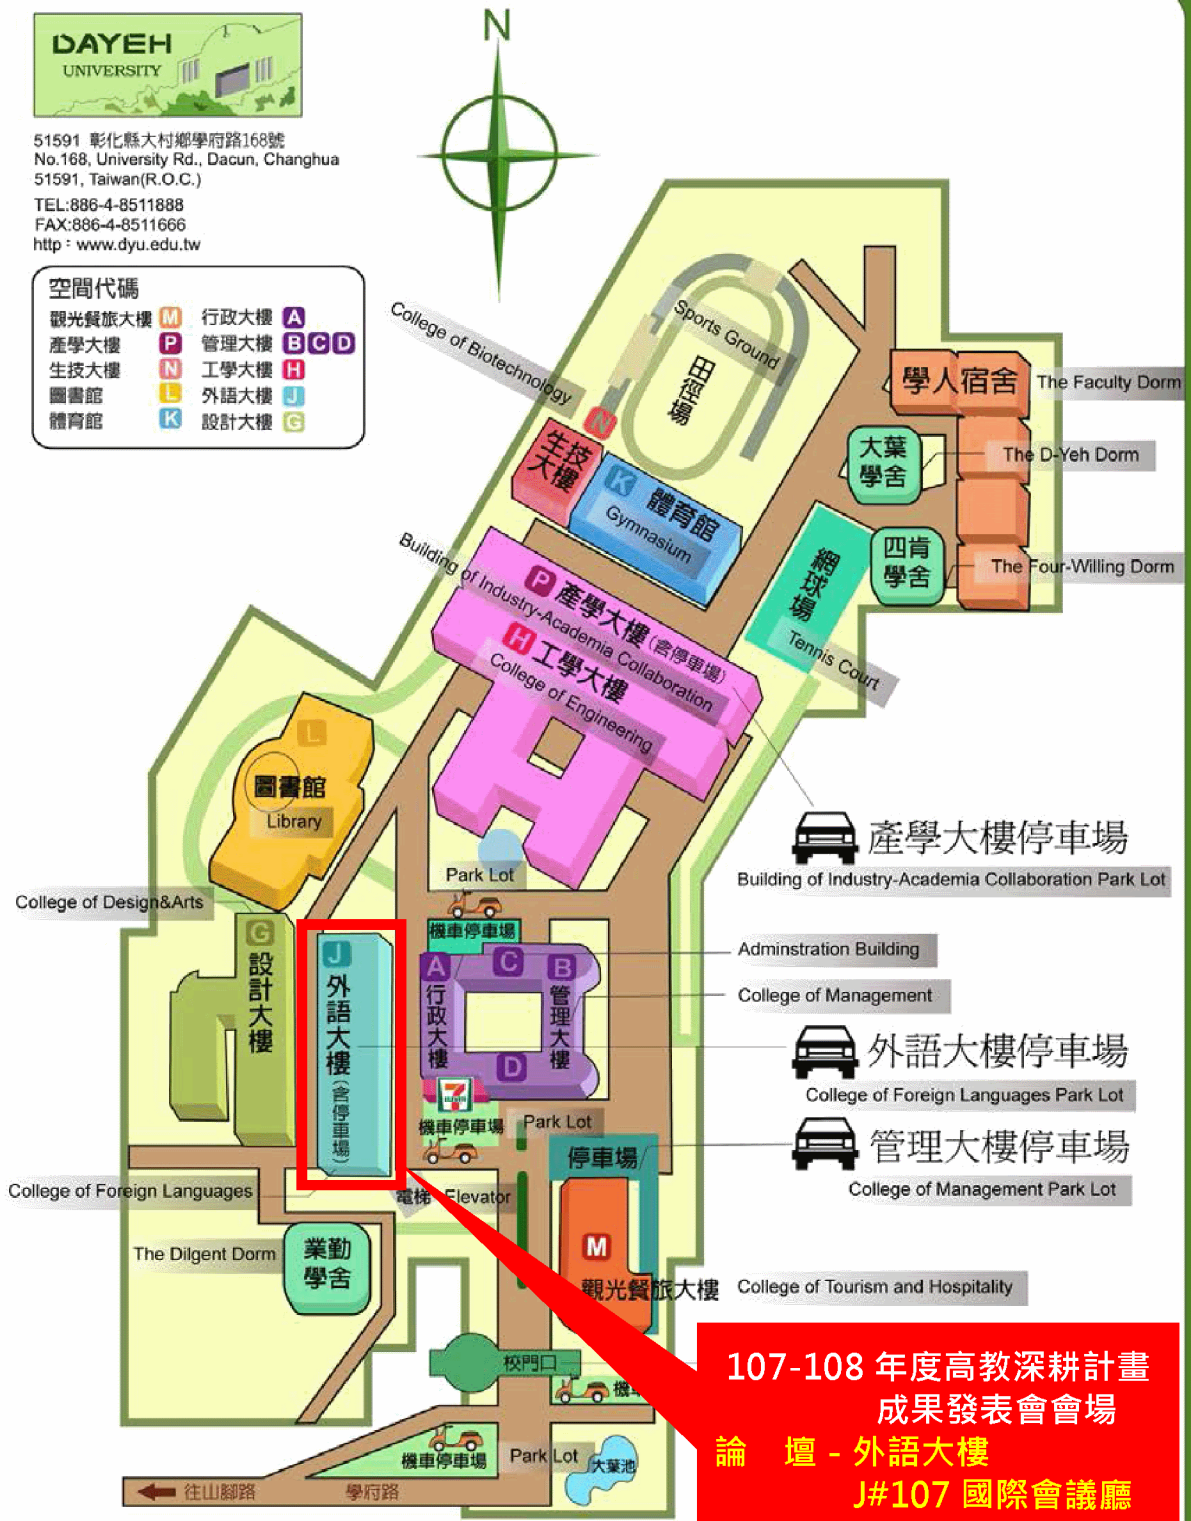 DAYEH
UNIVERSITY
N
51591 彰化縣大村鄉學府路168號
No.168, University Rd., Dacun, Changhua
51591, Taiwan(R.O.C.)
TEL:886-4-8511888
FAX:886-4-8511666
http：www.dyu.edu.tw
空間代碼
觀光餐旅大樓 M 行政大樓 A
產學大樓 P 管理大樓 B C D
生技大樓 N 工學大樓 H
圖書館 L 外語大樓 J
體育館 K 設計大樓 G
College of Biotechnology
Sports Ground
田徑場
學人宿舍
The Faculty Dorm
大葉
學舍
The D-Yeh Dorm
四肯
學舍
The Four-Willing Dorm
N
生技
大樓
K
體育館
Gymnasium
網球場
Tennis Court
Building of Industry-Academia Collaboration
P 產學大樓(含停車場)
H 工學大樓
College of Engineering
L
圖書館
Library
產學大樓停車場
Building of Industry-Academia Collaboration Park Lot
Park Lot
機車停車場
College of Design&Arts
G
設計大樓
J
外語大樓(含停車場)
A
行政大樓
C
B
管理大樓
D
Adminstration Building
College of Management
外語大樓停車場
College of Foreign Languages Park Lot
7
ELEVEN
機車停車場
Park Lot
停車場
管理大樓停車場
College of Management Park Lot
College of Foreign Languages
電梯 Elevator
The Dilgent Dorm
業勤
學舍
M
觀光餐旅大樓
College of Tourism and Hospitality
校門口
機
機車停車場
Park Lot
大葉池
往山腳路
學府路
107-108 年度高教深耕計畫
成果發表會會場
論 壇 - 外語大樓
J#107 國際會議廳